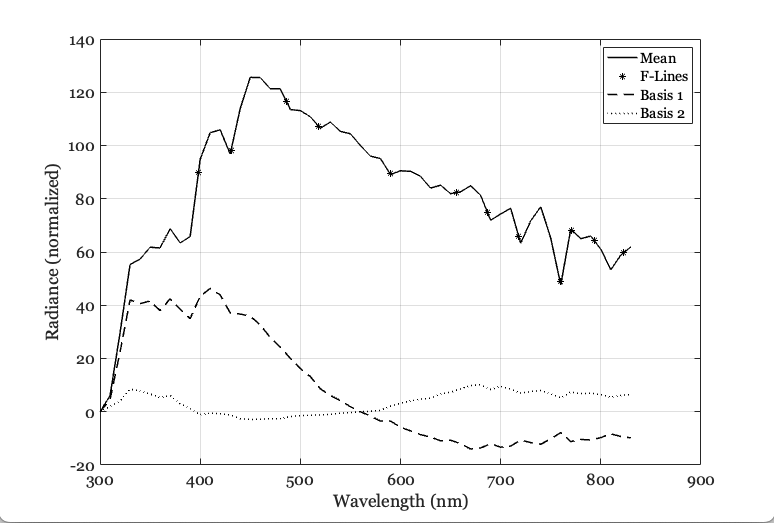 140
120
100
80
60
40
20
0
-20
300 400 500 600 700 800 900
Radiance (normalized)
Wavelength (nm)
Mean
F-Lines
Basis 1
Basis 2